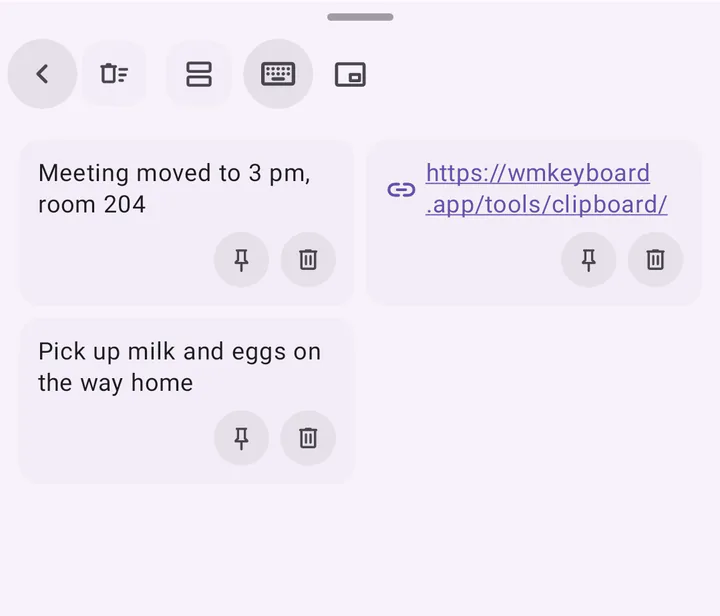 Meeting moved to 3 pm,
room 204
https://wmkeyboard
.app/tools/clipboard/
Pick up milk and eggs on
the way home